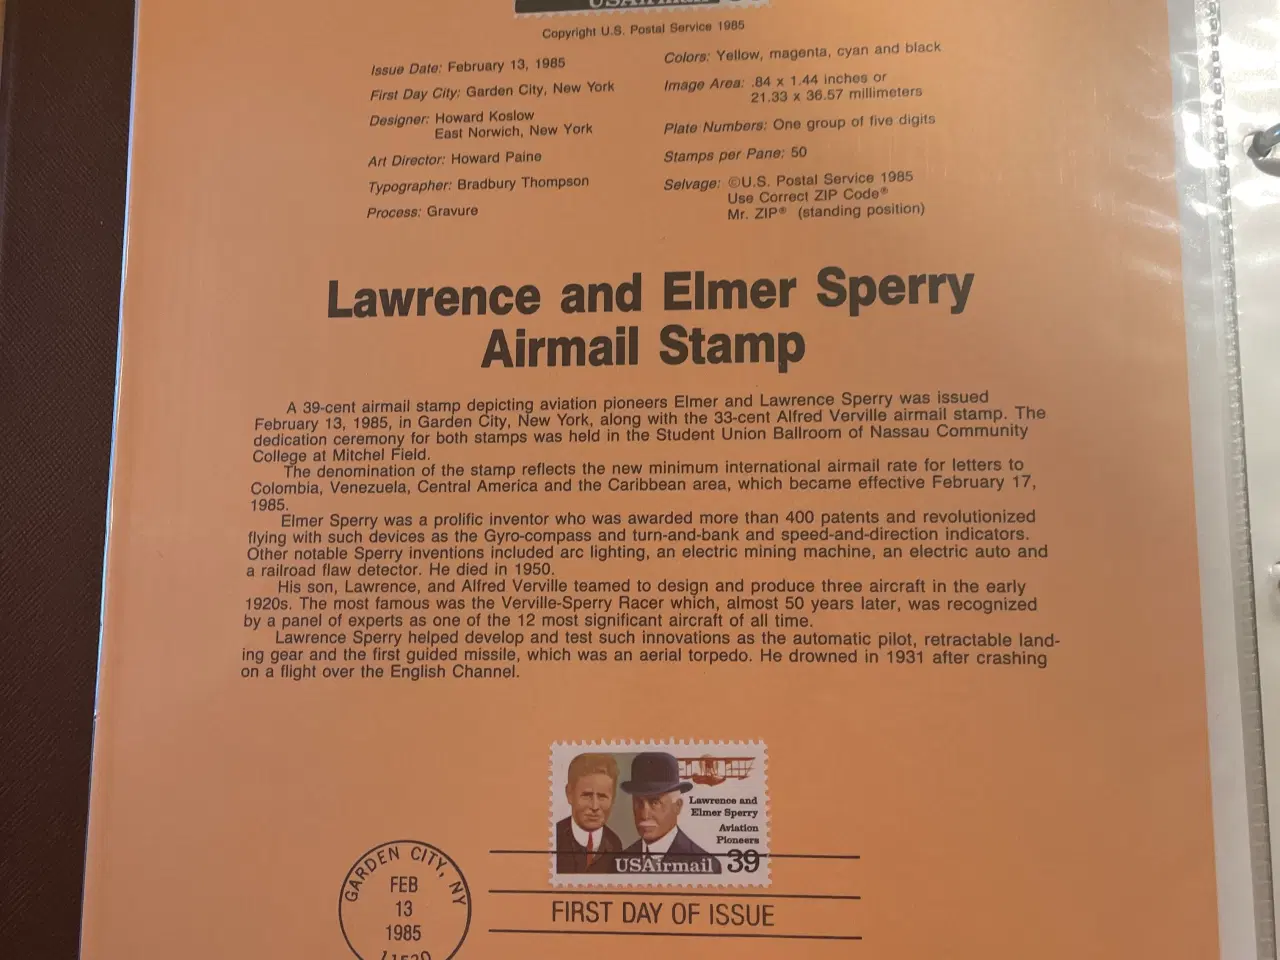 USAirmail 39
Copyright U.S. Postal Service 1985
Issue Date: February 13, 1985
First Day City: Garden City, New York
Designer: Howard Koslow
East Norwich, New York
Art Director: Howard Paine
Typographer: Bradbury Thompson
Process: Gravure
Colors: Yellow, magenta, cyan and black
Image Area: .84 x 1.44 inches or
21.33 x 36.57 millimeters
Plate Numbers: One group of five digits
Stamps per Pane: 50
Selvage: ©U.S. Postal Service 1985
Use Correct ZIP Code®
Mr. ZIP® (standing position)
Lawrence and Elmer Sperry
Airmail Stamp
A 39-cent airmail stamp depicting aviation pioneers Elmer and Lawrence Sperry was issued
February 13, 1985, in Garden City, New York, along with the 33-cent Alfred Verville airmail stamp. The
dedication ceremony for both stamps was held in the Student Union Ballroom of Nassau Community
College at Mitchel Field.
The denomination of the stamp reflects the new minimum international airmail rate for letters to
Colombia, Venezuela, Central America and the Caribbean area, which became effective February 17,
1985.
Elmer Sperry was a prolific inventor who was awarded more than 400 patents and revolutionized
flying with such devices as the Gyro-compass and turn-and-bank and speed-and-direction indicators.
Other notable Sperry inventions included arc lighting, an electric mining machine, an electric auto and
a railroad flaw detector. He died in 1950.
His son, Lawrence, and Alfred Verville teamed to design and produce three aircraft in the early
1920s. The most famous was the Verville-Sperry Racer which, almost 50 years later, was recognized
by a panel of experts as one of the 12 most significant aircraft of all time.
Lawrence Sperry helped develop and test such innovations as the automatic pilot, retractable land-
ing gear and the first guided missile, which was an aerial torpedo. He drowned in 1931 after crashing
on a flight over the English Channel.
Lawrence and
Elmer Sperry
Aviation
Pioneers
USAirmail 39
GARDEN CITY, NY
FEB
13
1985
11530
FIRST DAY OF ISSUE